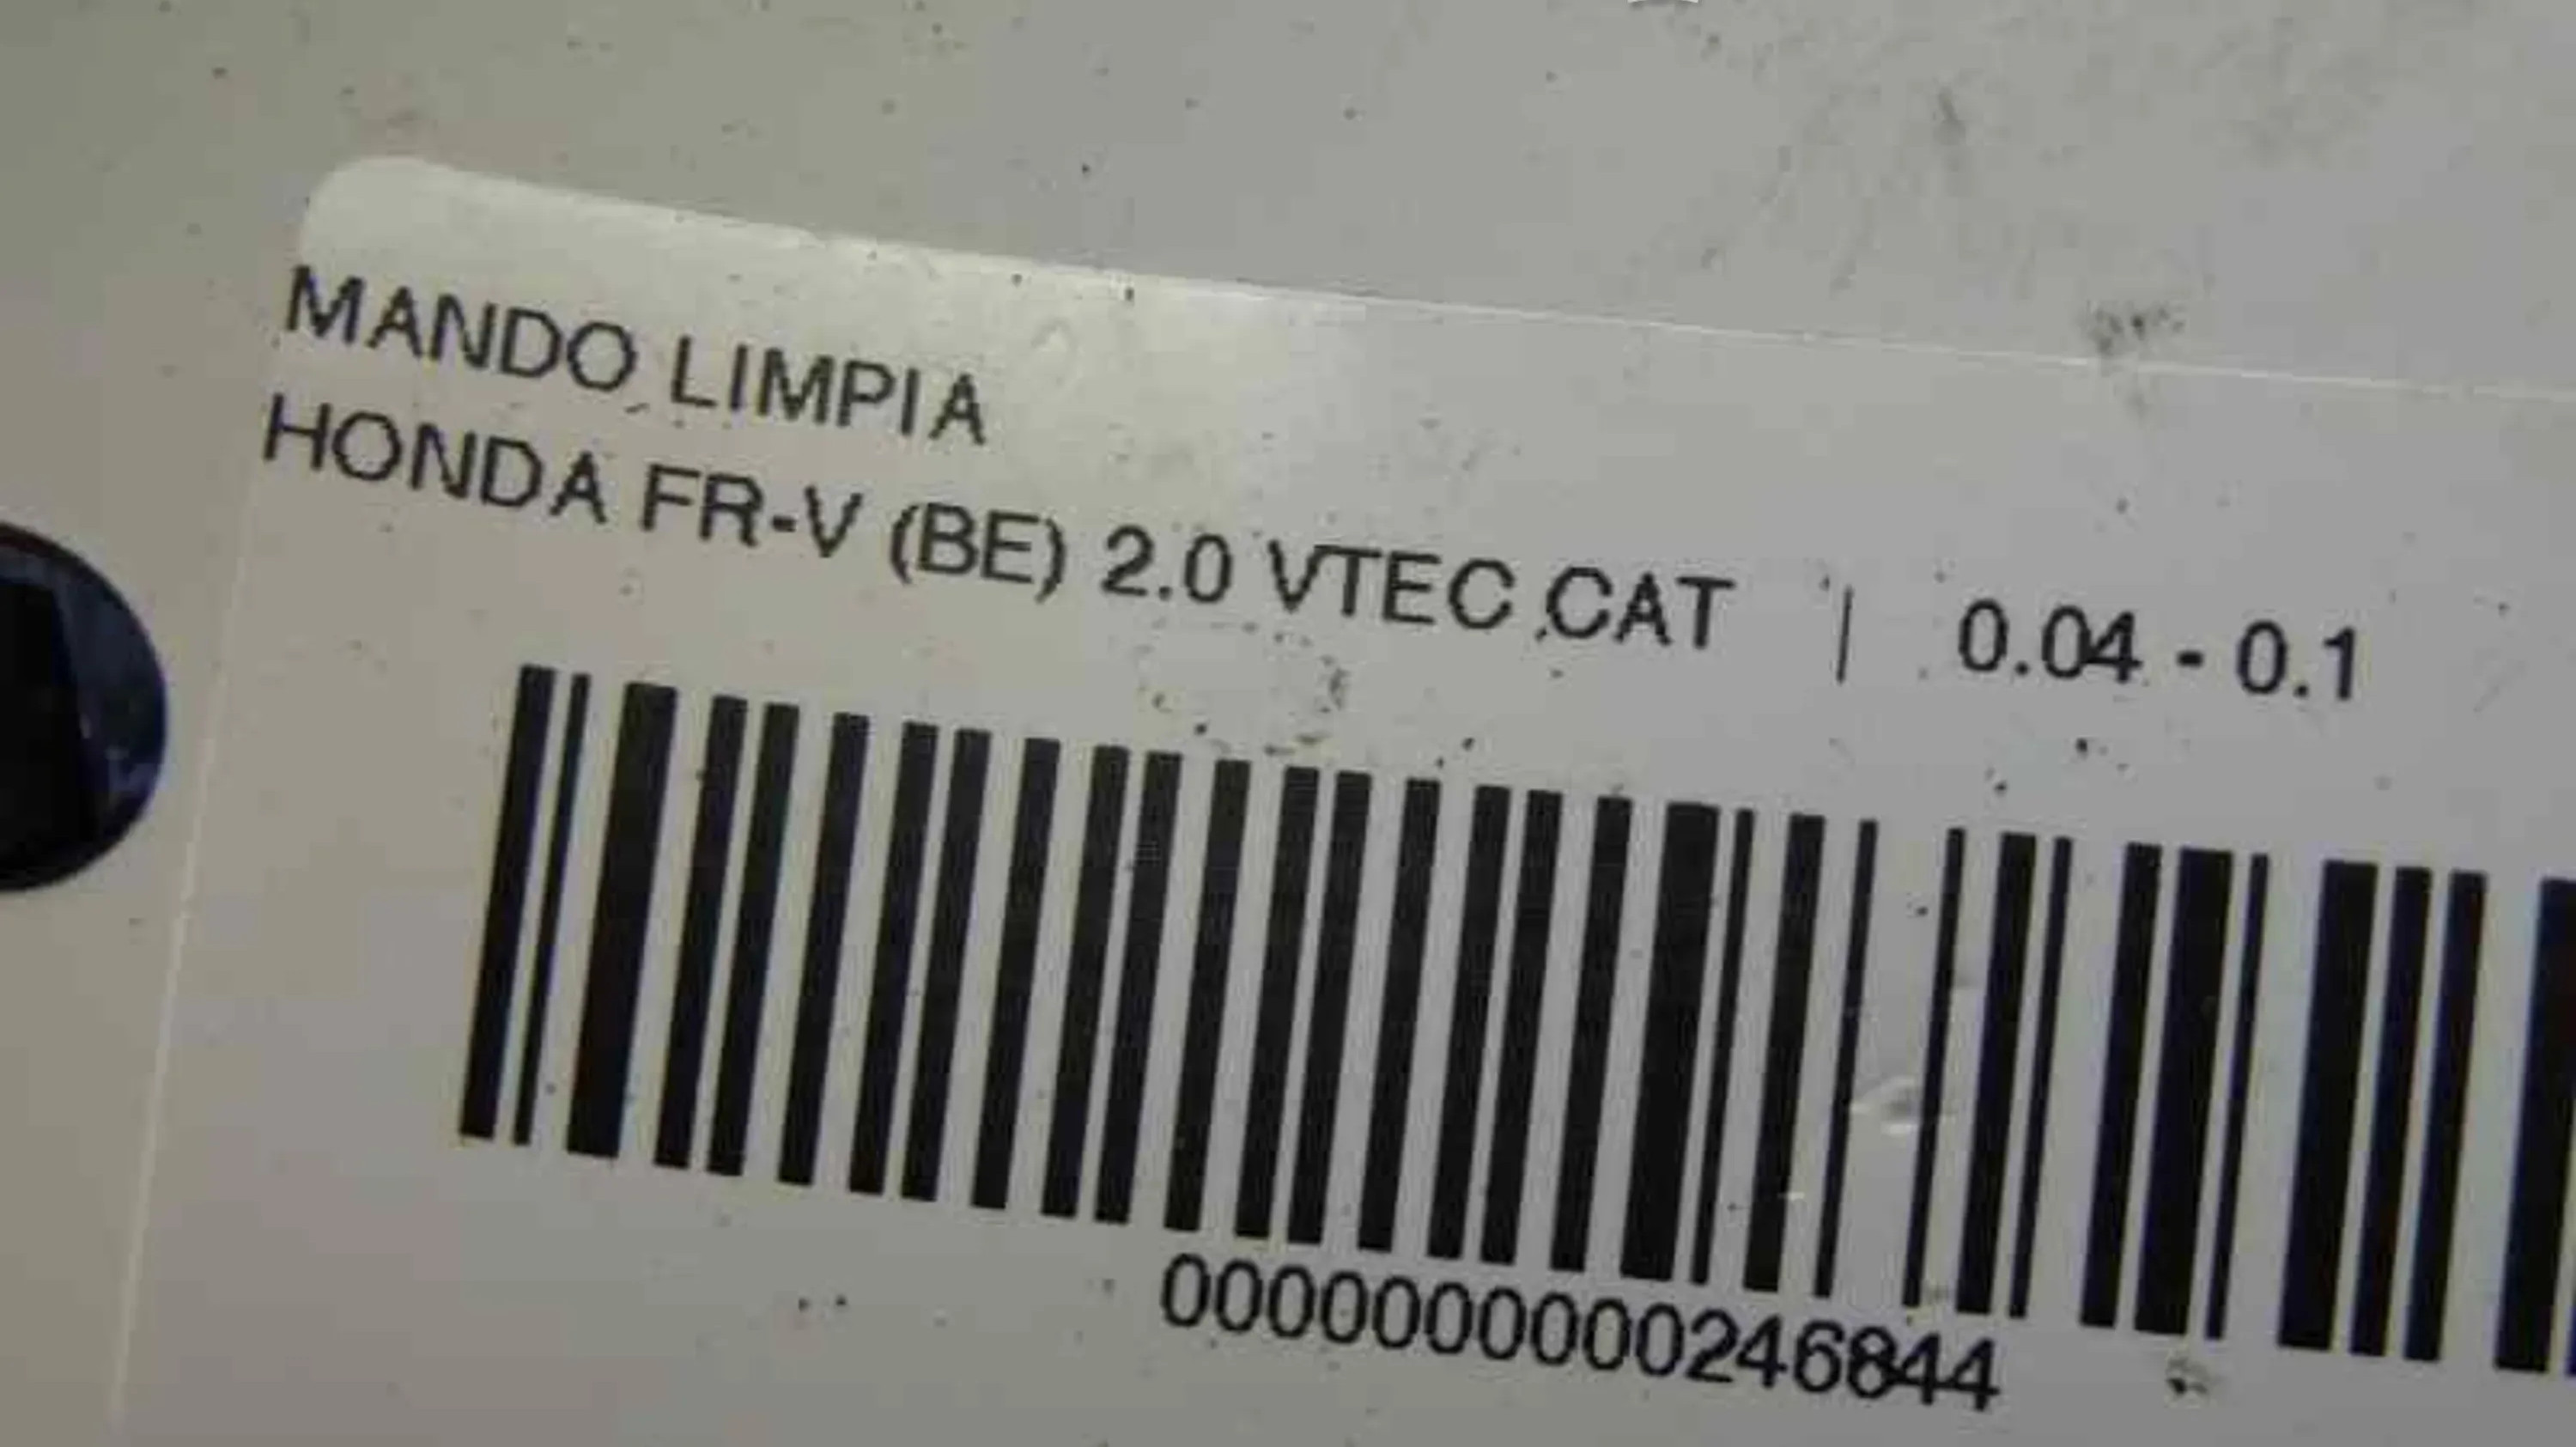 MANDO LIMPIA
HONDA FR-V (BE) 2.0 VTEC CAT | 0.04 - 0.1
0000000000246844